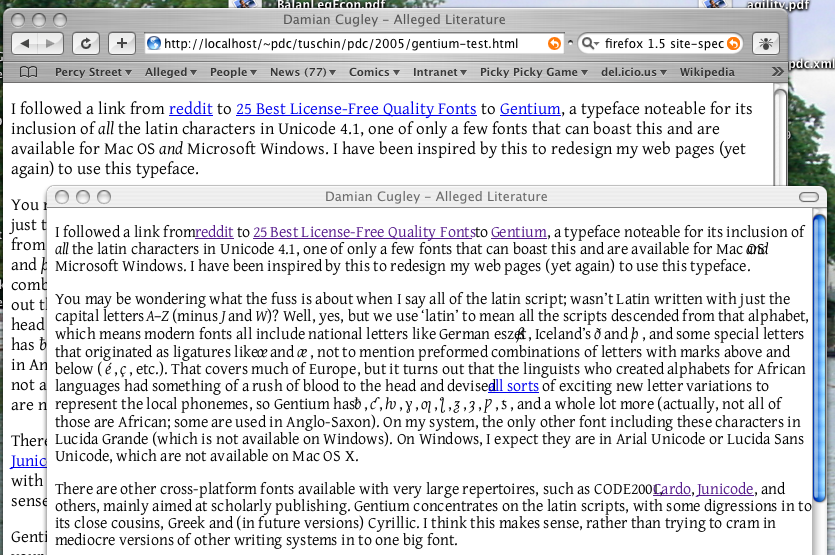 BalanLegEcon.pdf
agility.pdf
Damian Cugley – Alleged Literature
http://localhost/~pdc/tuschin/pdc/2005/gentium-test.html
firefox 1.5 site-spec
pdc.xml
Percy Street Alleged People News (77) Comics Intranet Picky Picky Game del.icio.us Wikipedia
I followed a link from reddit to 25 Best License-Free Quality Fonts to Gentium, a typeface noteable for its
inclusion of all the latin characters in Unicode 4.1, one of only a few fonts that can boast this and are
available for Mac OS and Microsoft Windows. I have been inspired by this to redesign my web pages (yet
again) to use this typeface.
You
just t
from
and þ
comb
out t
head
has ƀ
in An
not a
are n
There
Junic
with
sense
Genti
Damian Cugley – Alleged Literature
I followed a link from reddit to 25 Best License-Free Quality Fonts to Gentium, a typeface noteable for its inclusion of
all the latin characters in Unicode 4.1, one of only a few fonts that can boast this and are available for Mac OS and
Microsoft Windows. I have been inspired by this to redesign my web pages (yet again) to use this typeface.
You may be wondering what the fuss is about when I say all of the latin script; wasn't Latin written with just the
capital letters A–Z (minus J and W)? Well, yes, but we use ‘latin’ to mean all the scripts descended from that alphabet,
which means modern fonts all include national letters like German eszett, Iceland's ð and þ, and some special letters
that originated as ligatures like œ and æ, not to mention preformed combinations of letters with marks above and
below (é, ç, etc.). That covers much of Europe, but it turns out that the linguists who created alphabets for African
languages had something of a rush of blood to the head and devised all sorts of exciting new letter variations to
represent the local phonemes, so Gentium has and a whole lot more (actually, not all of
those are African; some are used in Anglo-Saxon). On my system, the only other font including these characters in
Lucida Grande (which is not available on Windows). On Windows, I expect they are in Arial Unicode or Lucida Sans
Unicode, which are not available on Mac OS X.
There are other cross-platform fonts available with very large repertoires, such as CODE2001, Cardo, Junicode, and
others, mainly aimed at scholarly publishing. Gentium concentrates on the latin scripts, with some digressions in to
its close cousins, Greek and (in future versions) Cyrillic. I think this makes sense, rather than trying to cram in
mediocre versions of other writing systems in to one big font.